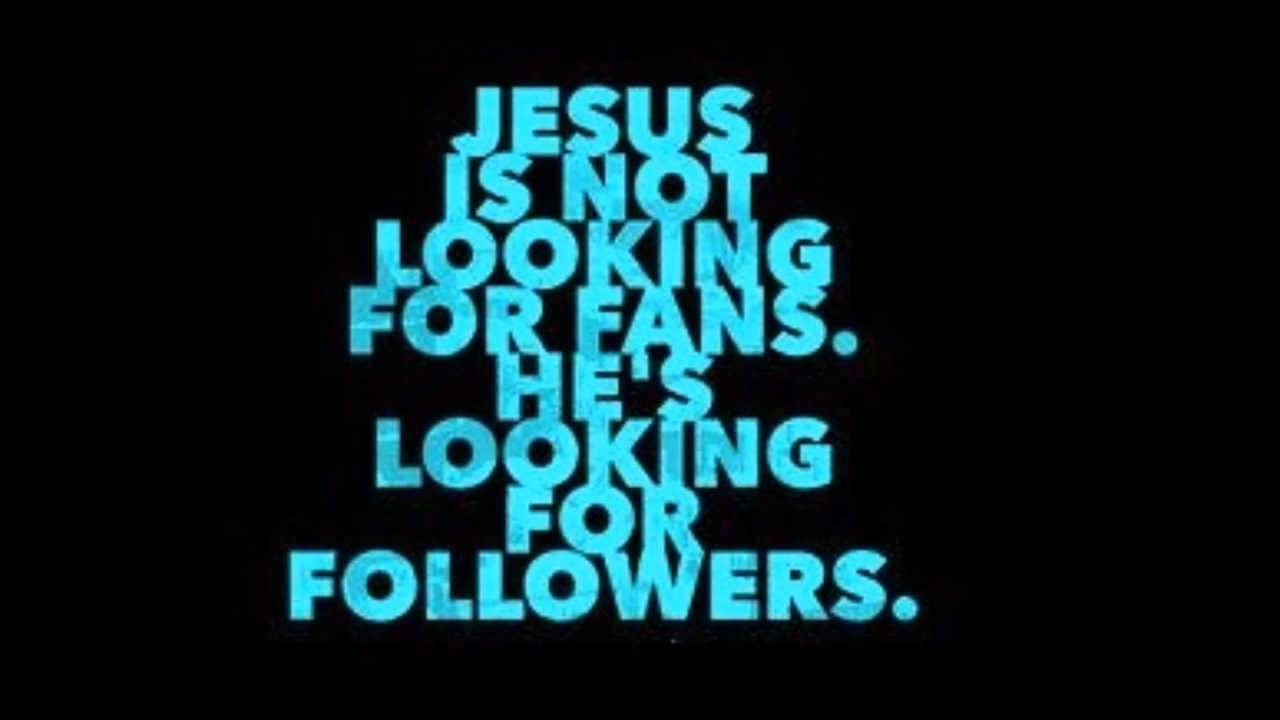 JESUS
IS NOT
LOOKING
FOR FANS.
HE'S
LOOKING
FOR
FOLLOWERS.